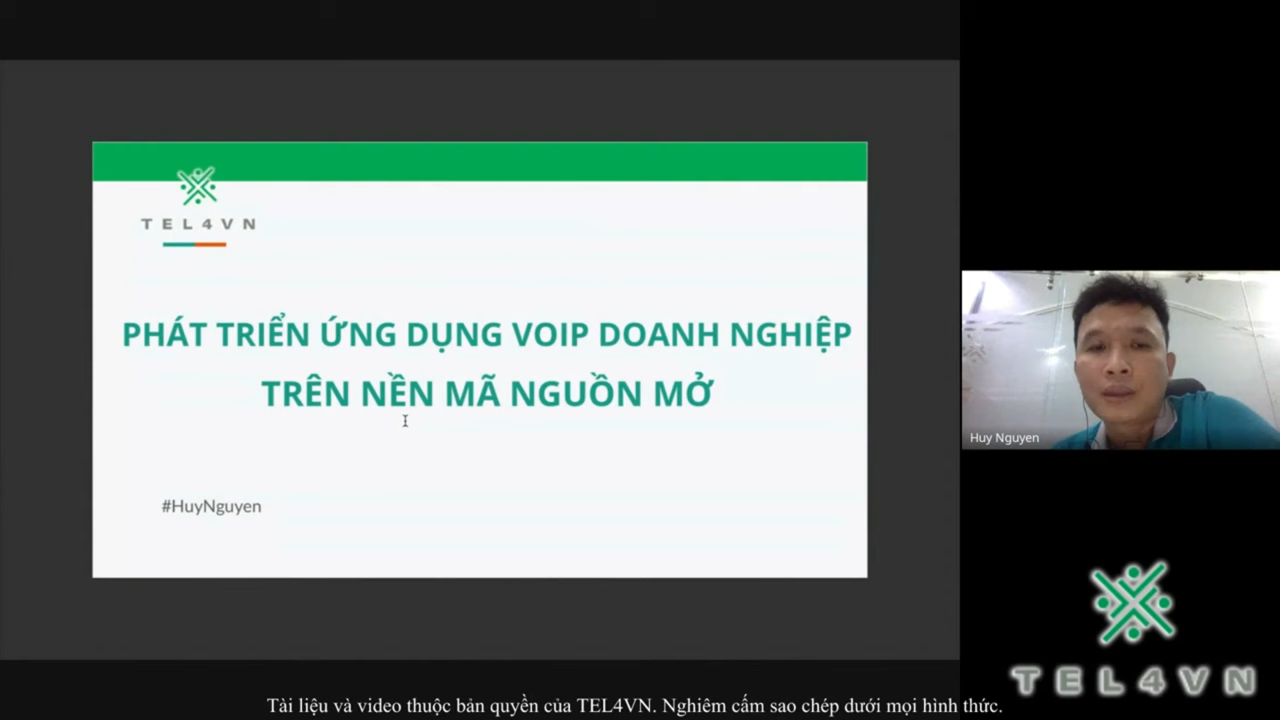 TEL4VN
PHÁT TRIỂN ỨNG DỤNG VOIP DOANH NGHIỆP
TRÊN NỀN MÃ NGUỒN MỞ
#HuyNguyen
Huy Nguyen
TEL4VN
Tài liệu và video thuộc bản quyền của TEL4VN. Nghiêm cấm sao chép dưới mọi hình thức.